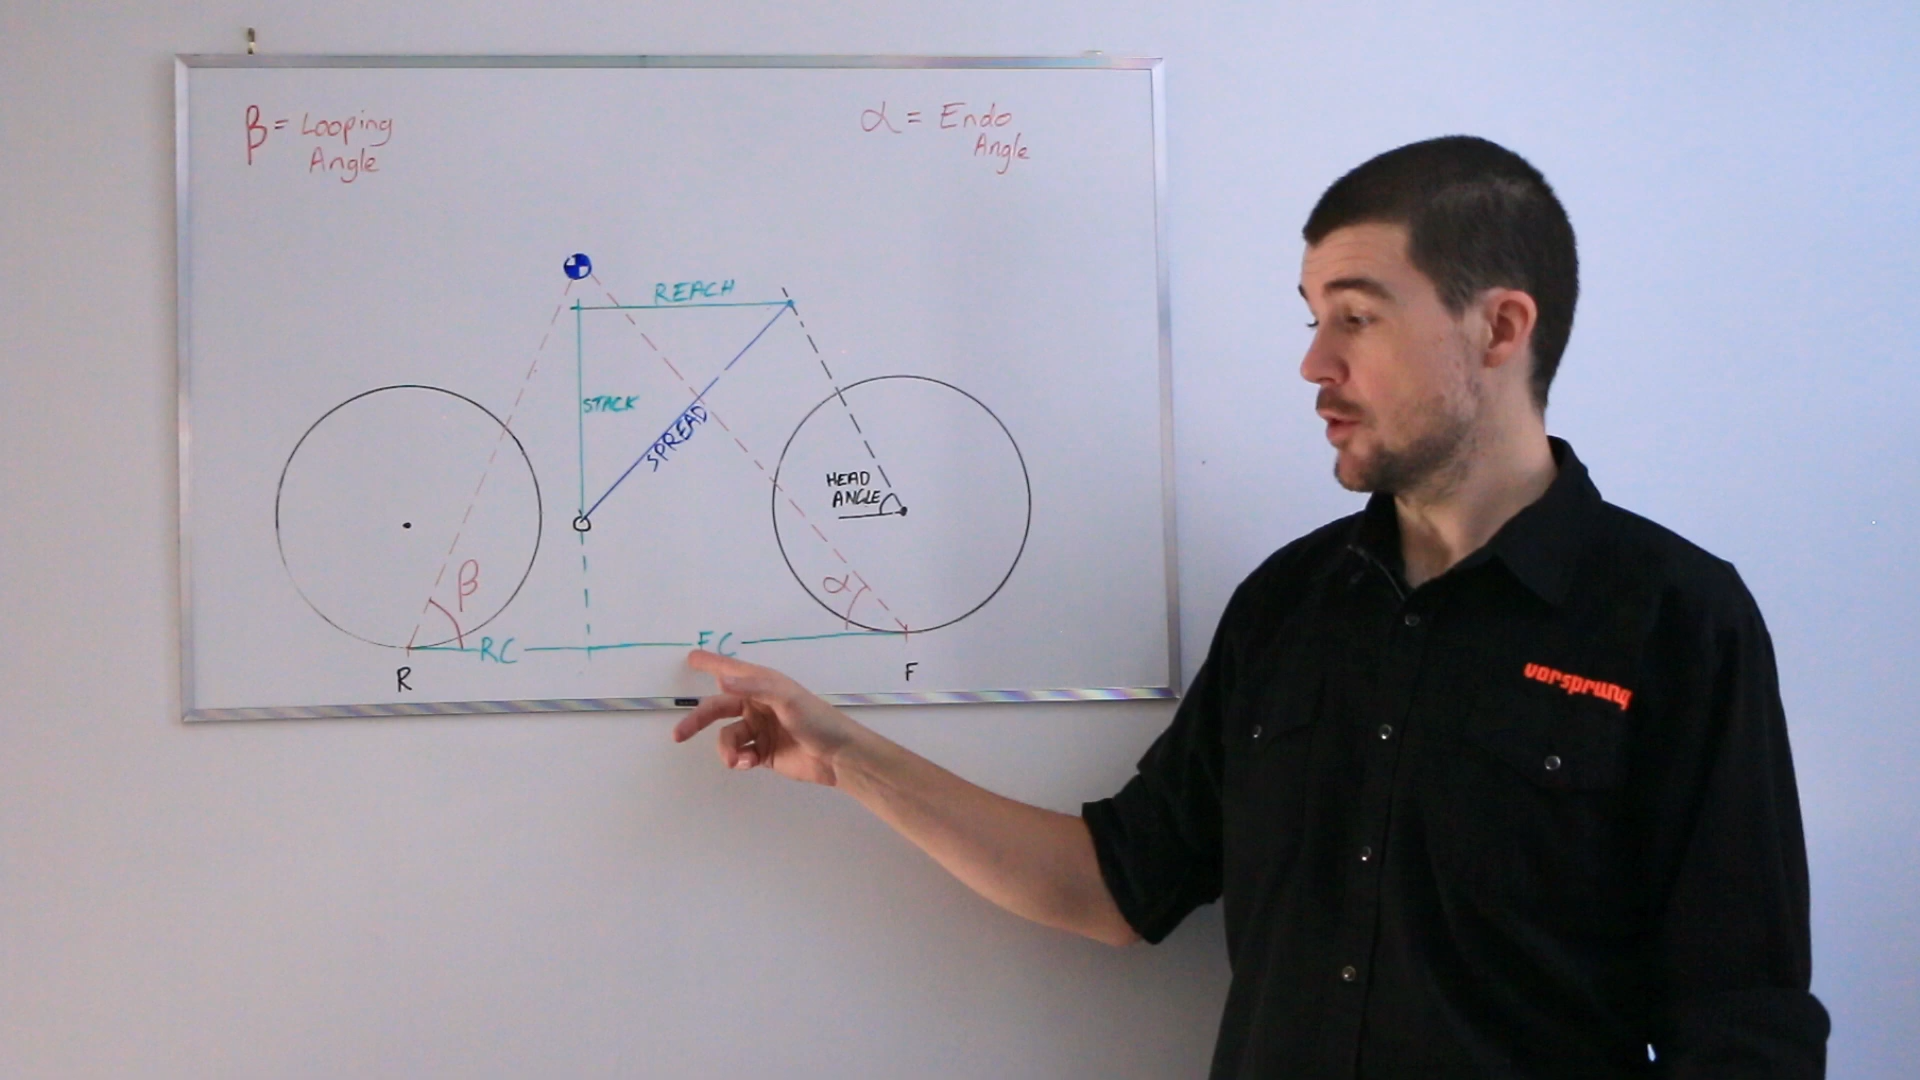 β = Looping
Angle
α = Endo
Angle
REACH
STACK
SPREAD
HEAD
ANGLE
β
α
RC
FC
R
F
vorsprung